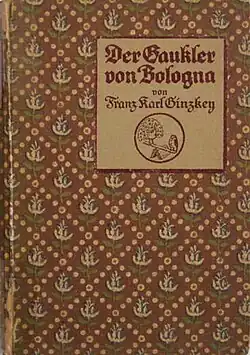 Der Gaukler
von Bologna
von
Franz Karl Ginzkey